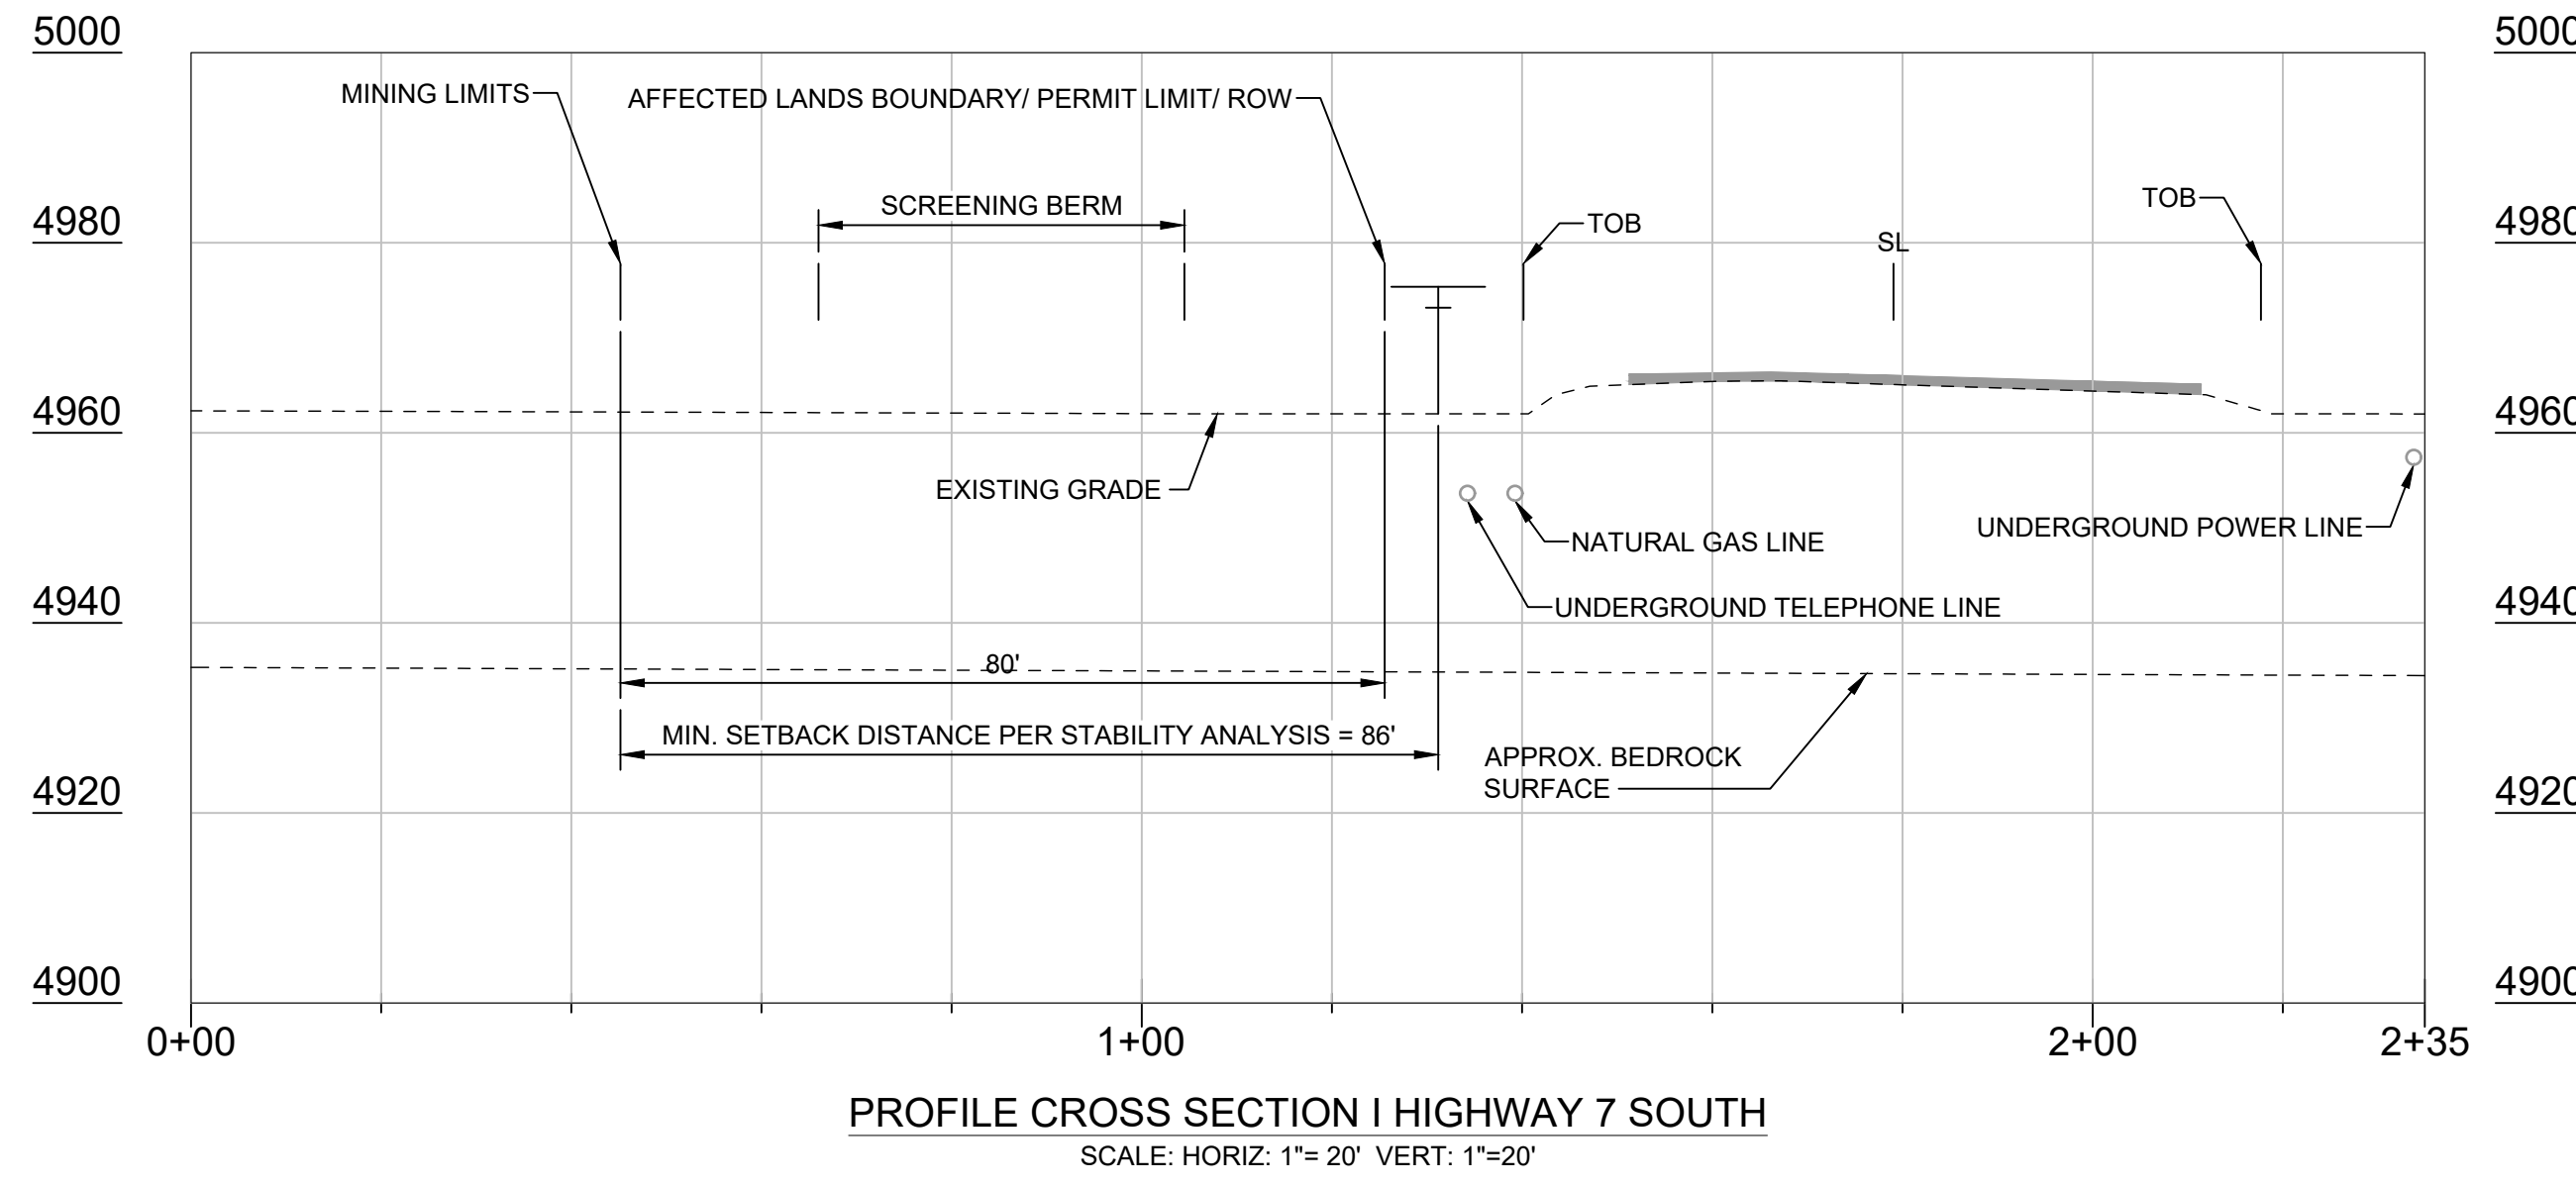 5000
5000
MINING LIMITS
AFFECTED LANDS BOUNDARY/ PERMIT LIMIT/ ROW
SCREENING BERM
TOB
TOB
4980
4980
SL
4960
4960
EXISTING GRADE
NATURAL GAS LINE
UNDERGROUND POWER LINE
UNDERGROUND TELEPHONE LINE
4940
4940
80'
MIN. SETBACK DISTANCE PER STABILITY ANALYSIS = 86'
APPROX. BEDROCK
SURFACE
4920
4920
4900
4900
0+00
1+00
2+00
2+35
PROFILE CROSS SECTION I HIGHWAY 7 SOUTH
SCALE: HORIZ: 1"= 20' VERT: 1"=20'